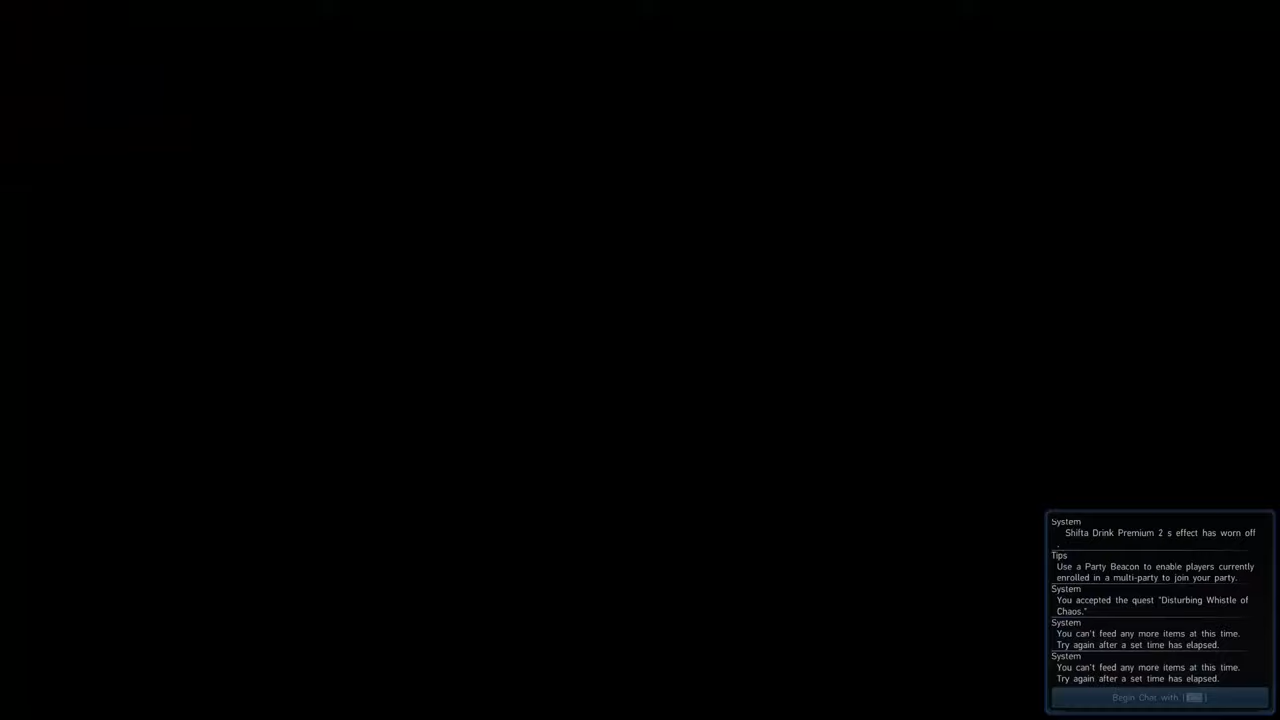 System
Shifta Drink Premium 2 s effect has worn off
.
Tips
Use a Party Beacon to enable players currently
enrolled in a multi-party to join your party.
System
You accepted the quest "Disturbing Whistle of
Chaos."
System
You can't feed any more items at this time.
Try again after a set time has elapsed.
System
You can't feed any more items at this time.
Try again after a set time has elapsed.
Begin Chat with [ ]